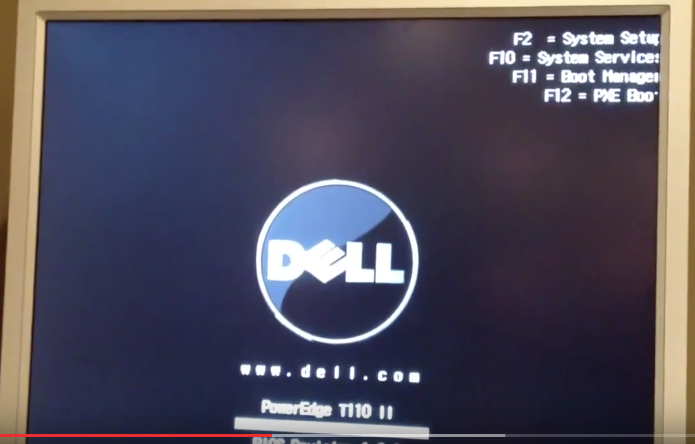 F2 = System Setup
F10 = System Services
F11 = Boot Manager
F12 = PXE Boot
DELL
www.dell.com
PowerEdge T110 II
BIOS